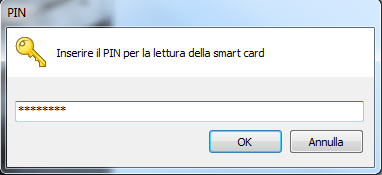 PIN
Inserire il PIN per la lettura della smart card
********
OK
Annulla